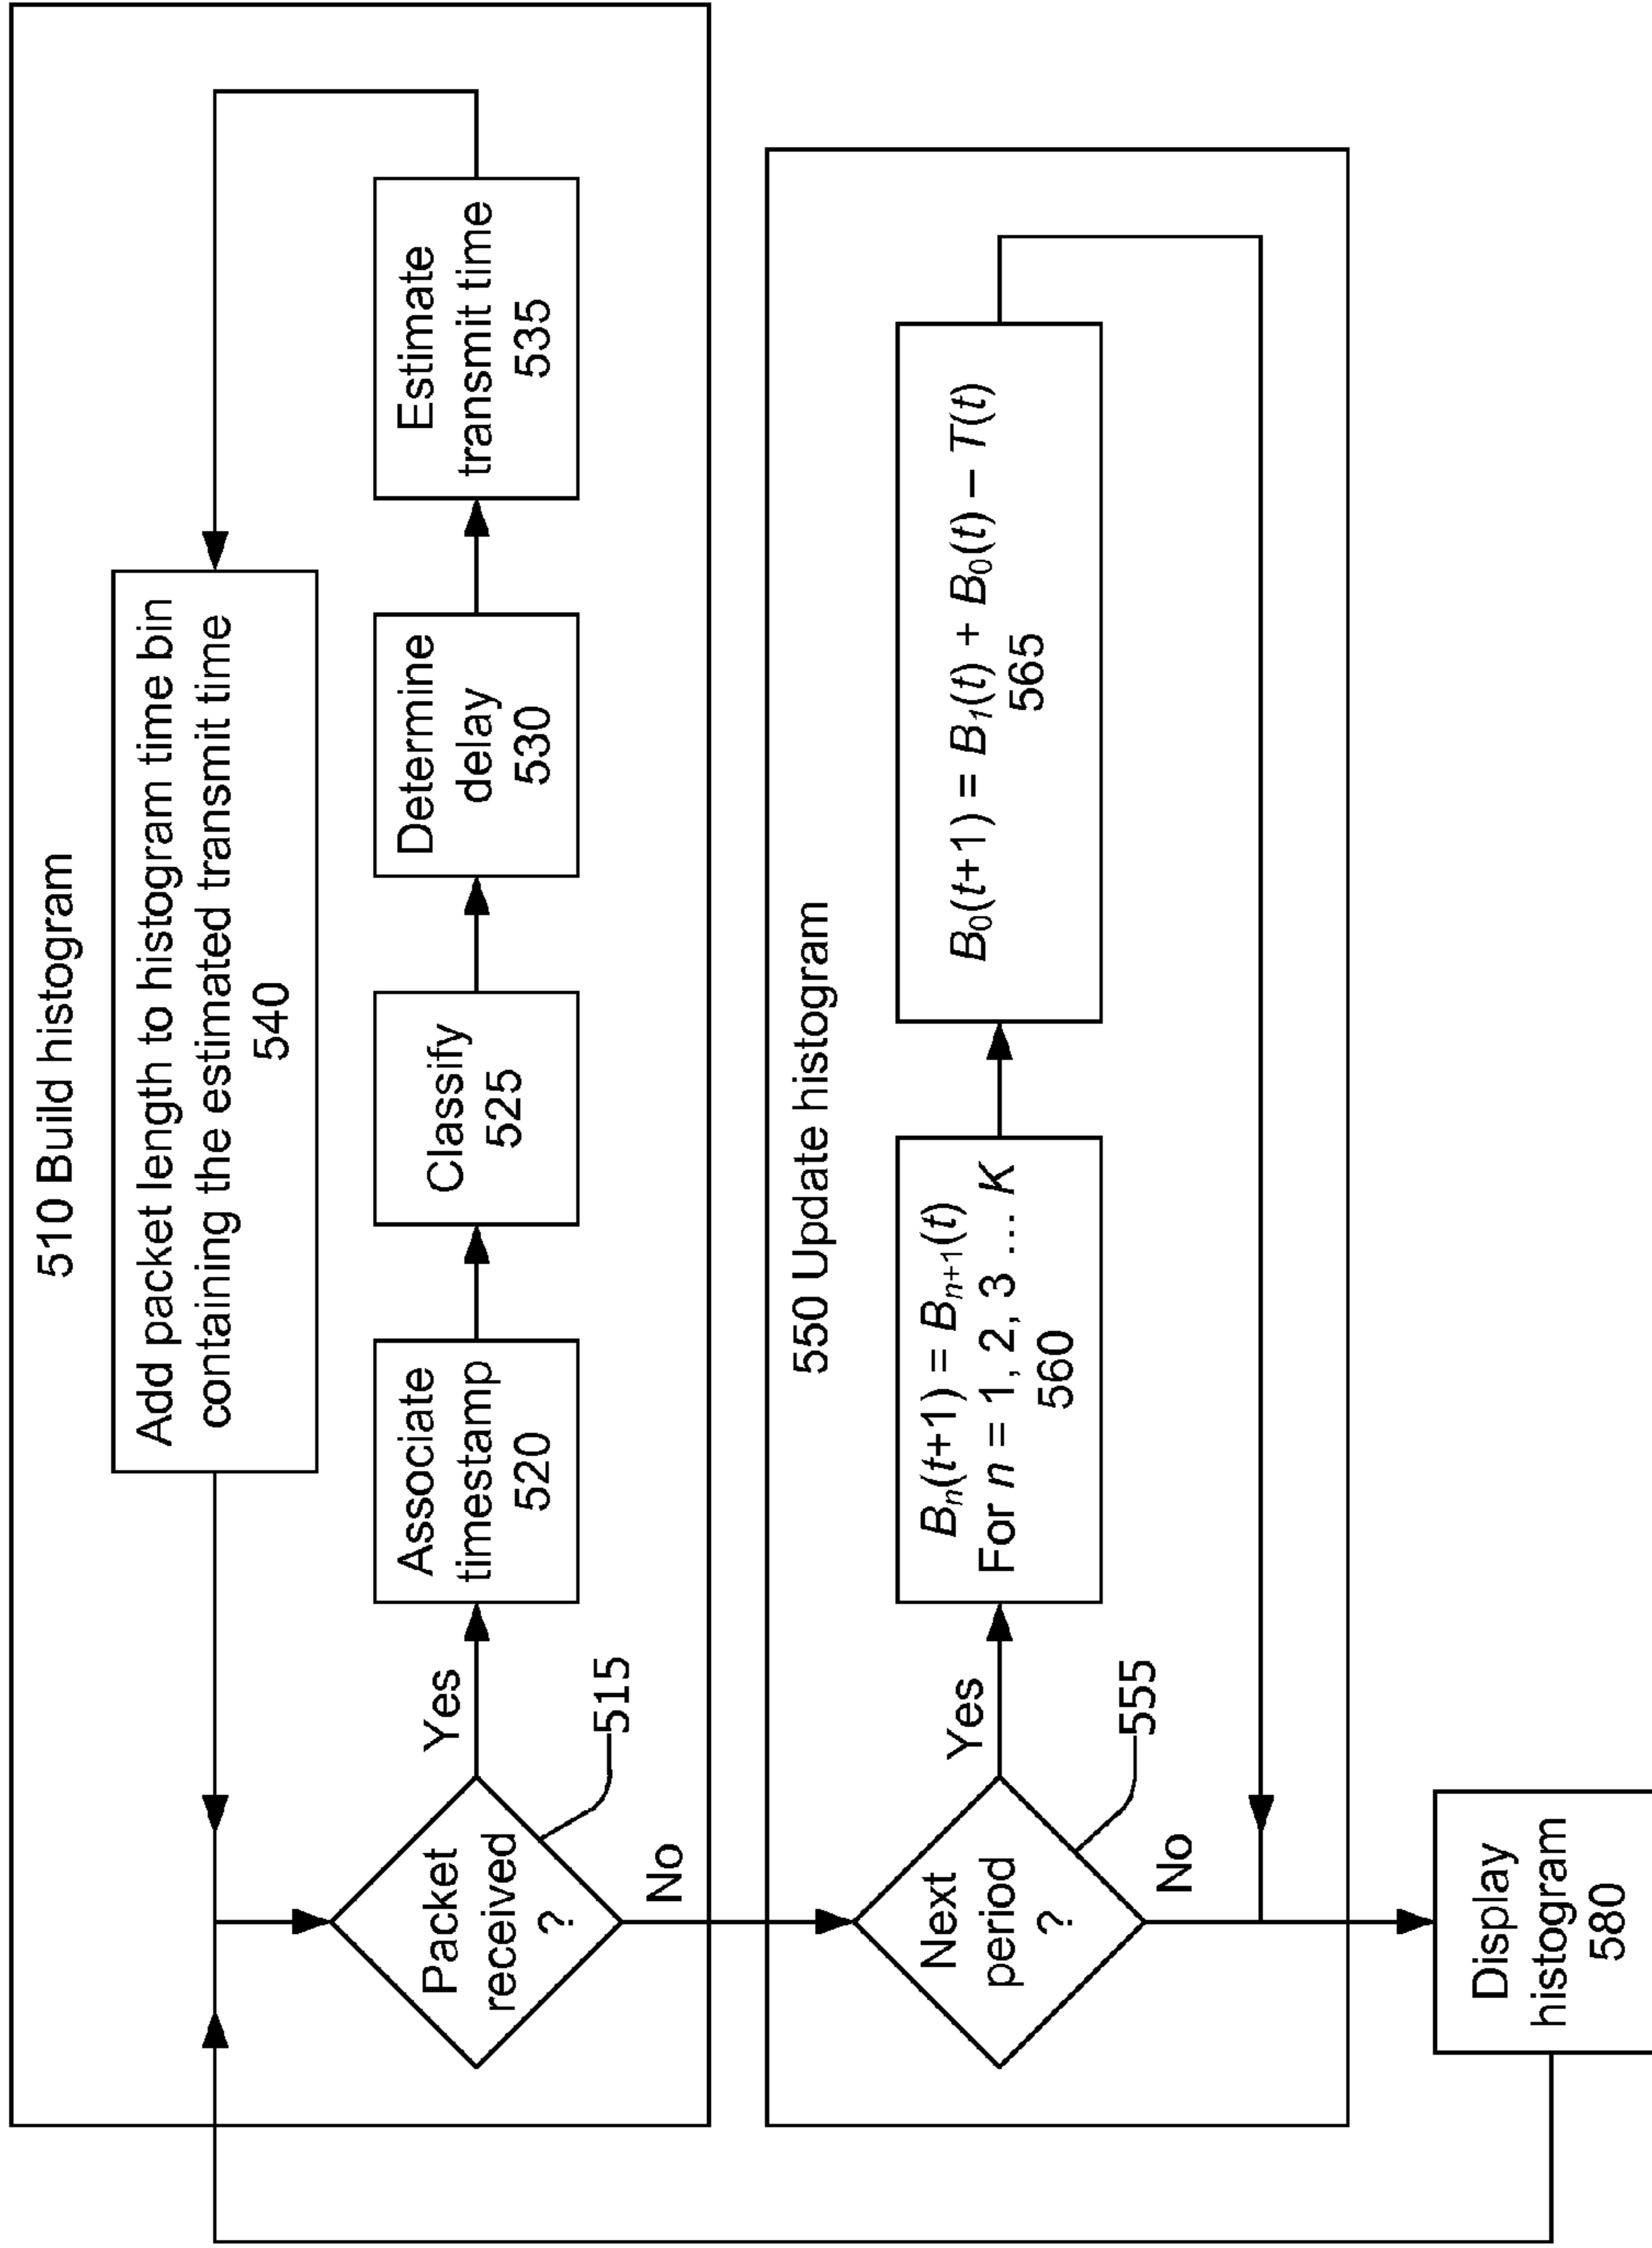 510 Build histogram
Add packet length to histogram time bin
containing the estimated transmit time
540
Packet
received
?
Yes
No
515
Associate
timestamp
520
Classify
525
Determine
delay
530
Estimate
transmit time
535
550 Update histogram
Next
period
?
Yes
No
555
Bₙ(t+1) = Bₙ₊₁(t)
For n = 1, 2, 3 ... K
560
B₀(t+1) = B₁(t) + B₀(t) – T(t)
565
Display
histogram
580